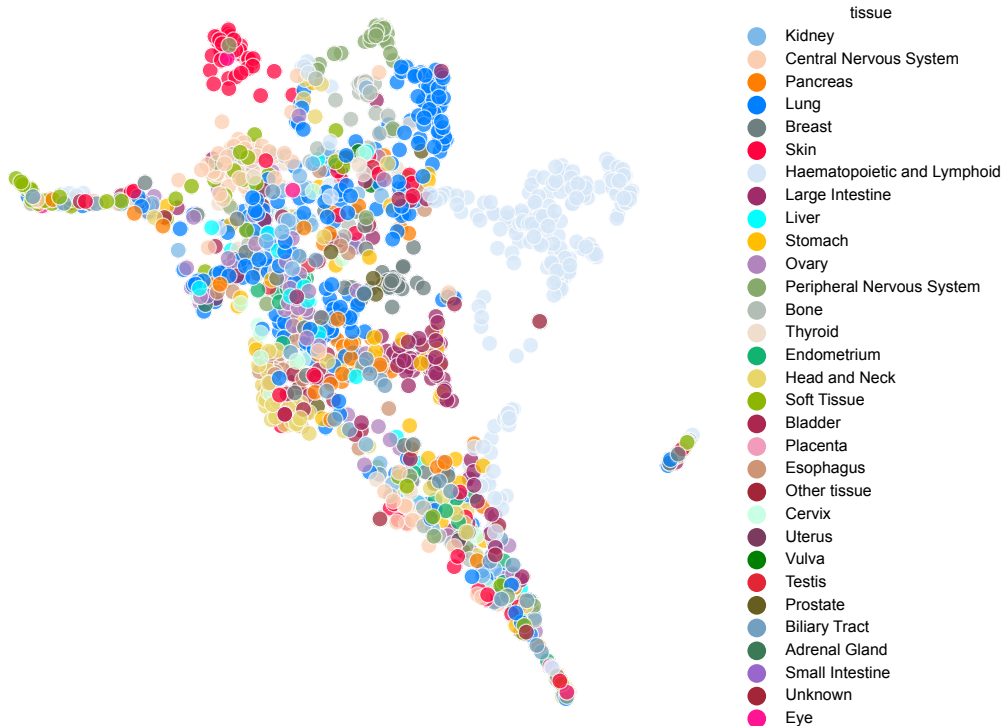 tissue
Kidney
Central Nervous System
Pancreas
Lung
Breast
Skin
Haematopoietic and Lymphoid
Large Intestine
Liver
Stomach
Ovary
Peripheral Nervous System
Bone
Thyroid
Endometrium
Head and Neck
Soft Tissue
Bladder
Placenta
Esophagus
Other tissue
Cervix
Uterus
Vulva
Testis
Prostate
Biliary Tract
Adrenal Gland
Small Intestine
Unknown
Eye